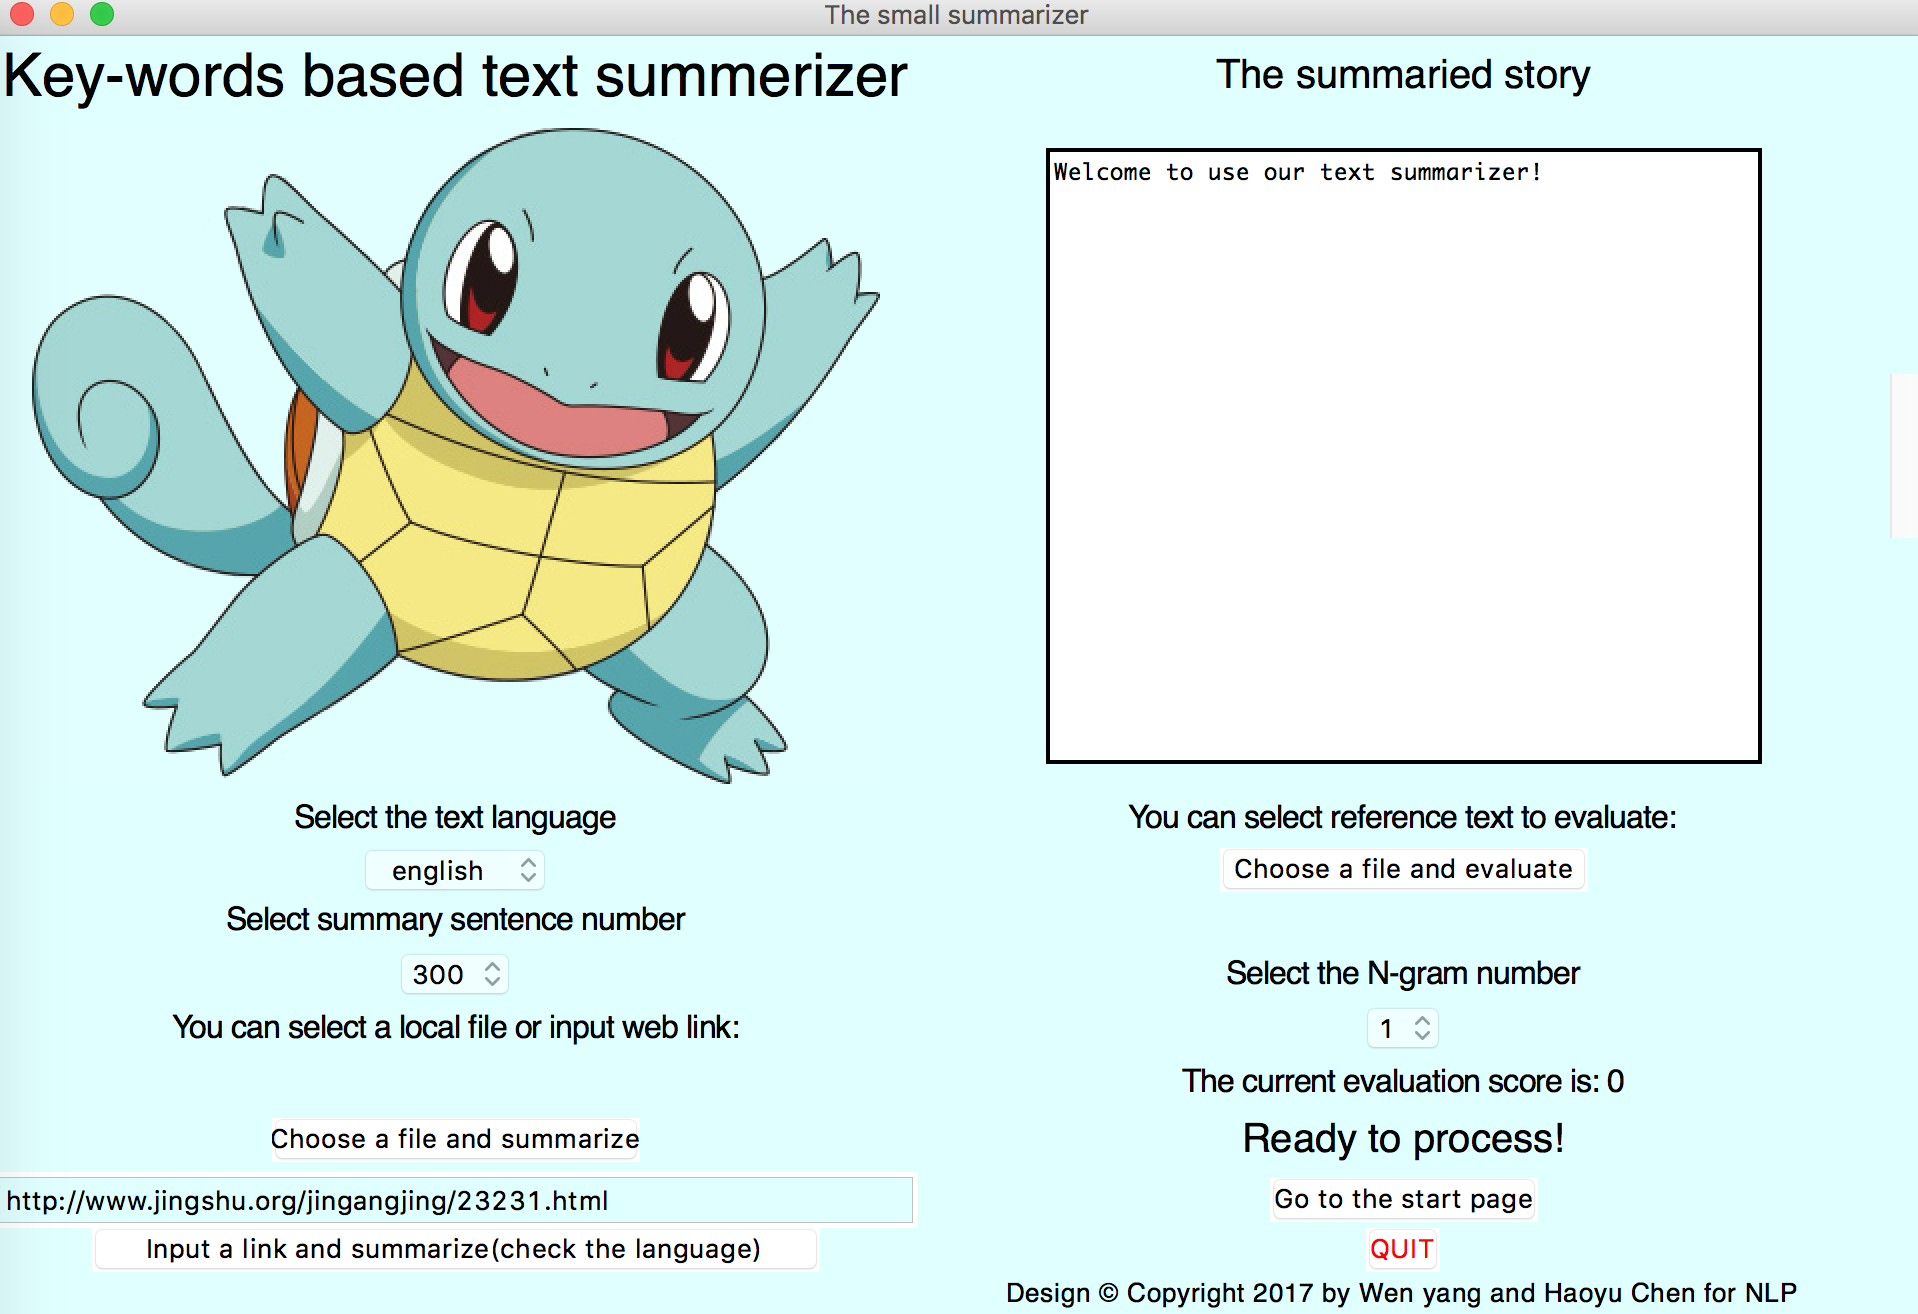 The small summarizer
Key-words based text summerizer
Select the text language
english
Select summary sentence number
300
You can select a local file or input web link:
Choose a file and summarize
http://www.jingshu.org/jingangjing/23231.html
Input a link and summarize(check the language)
The summaried story
Welcome to use our text summarizer!
You can select reference text to evaluate:
Choose a file and evaluate
Select the N-gram number
1
The current evaluation score is: 0
Ready to process!
Go to the start page
QUIT
Design © Copyright 2017 by Wen yang and Haoyu Chen for NLP